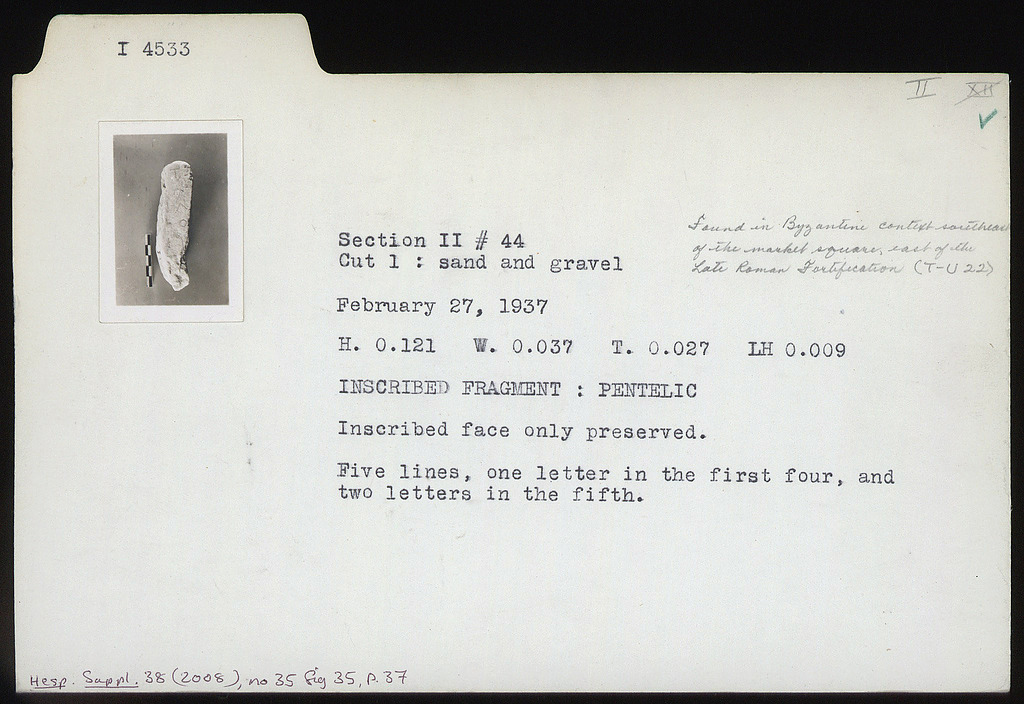 I 4533
II XII
Found in Byzantine context southeast
of the market square, east of the
Late Roman Fortification (T-U 22)
Section II # 44
Cut 1 : sand and gravel
February 27, 1937
H. 0.121 W. 0.037 T. 0.027 LH 0.009
INSCRIBED FRAGMENT : PENTELIC
Inscribed face only preserved.
Five lines, one letter in the first four, and
two letters in the fifth.
Hesp. Suppl. 38 (2008), no 35 fig 35, p. 37